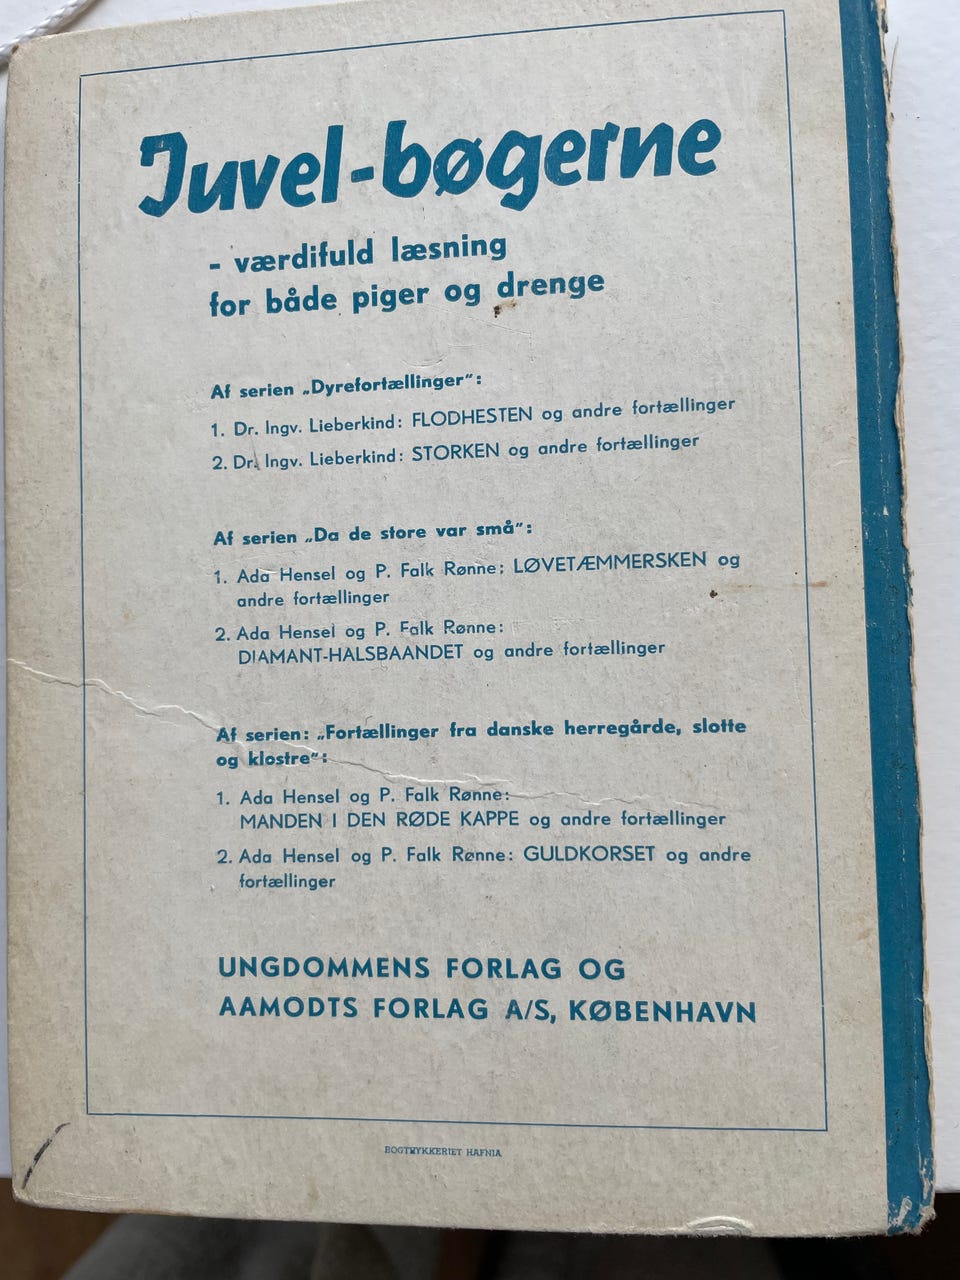 Juvel-bøgerne
- værdifuld læsning
for både piger og drenge
Af serien „Dyrefortællinger":
1. Dr. Ingv. Lieberkind: FLODHESTEN og andre fortællinger
2. Dr. Ingv. Lieberkind: STORKEN og andre fortællinger
Af serien „Da de store var små":
1. Ada Hensel og P. Falk Rønne: LØVETÆMMERSKEN og
andre fortællinger
2. Ada Hensel og P. Falk Rønne:
DIAMANT-HALSBAANDET og andre fortællinger
Af serien: „Fortællinger fra danske herregårde, slotte
og klostre":
1. Ada Hensel og P. Falk Rønne:
MANDEN I DEN RØDE KAPPE og andre fortællinger
2. Ada Hensel og P. Falk Rønne: GULDKORSET og andre
fortællinger
UNGDOMMENS FORLAG OG
AAMODTS FORLAG A/S, KØBENHAVN
BOGTRYKKERIET HAFNIA